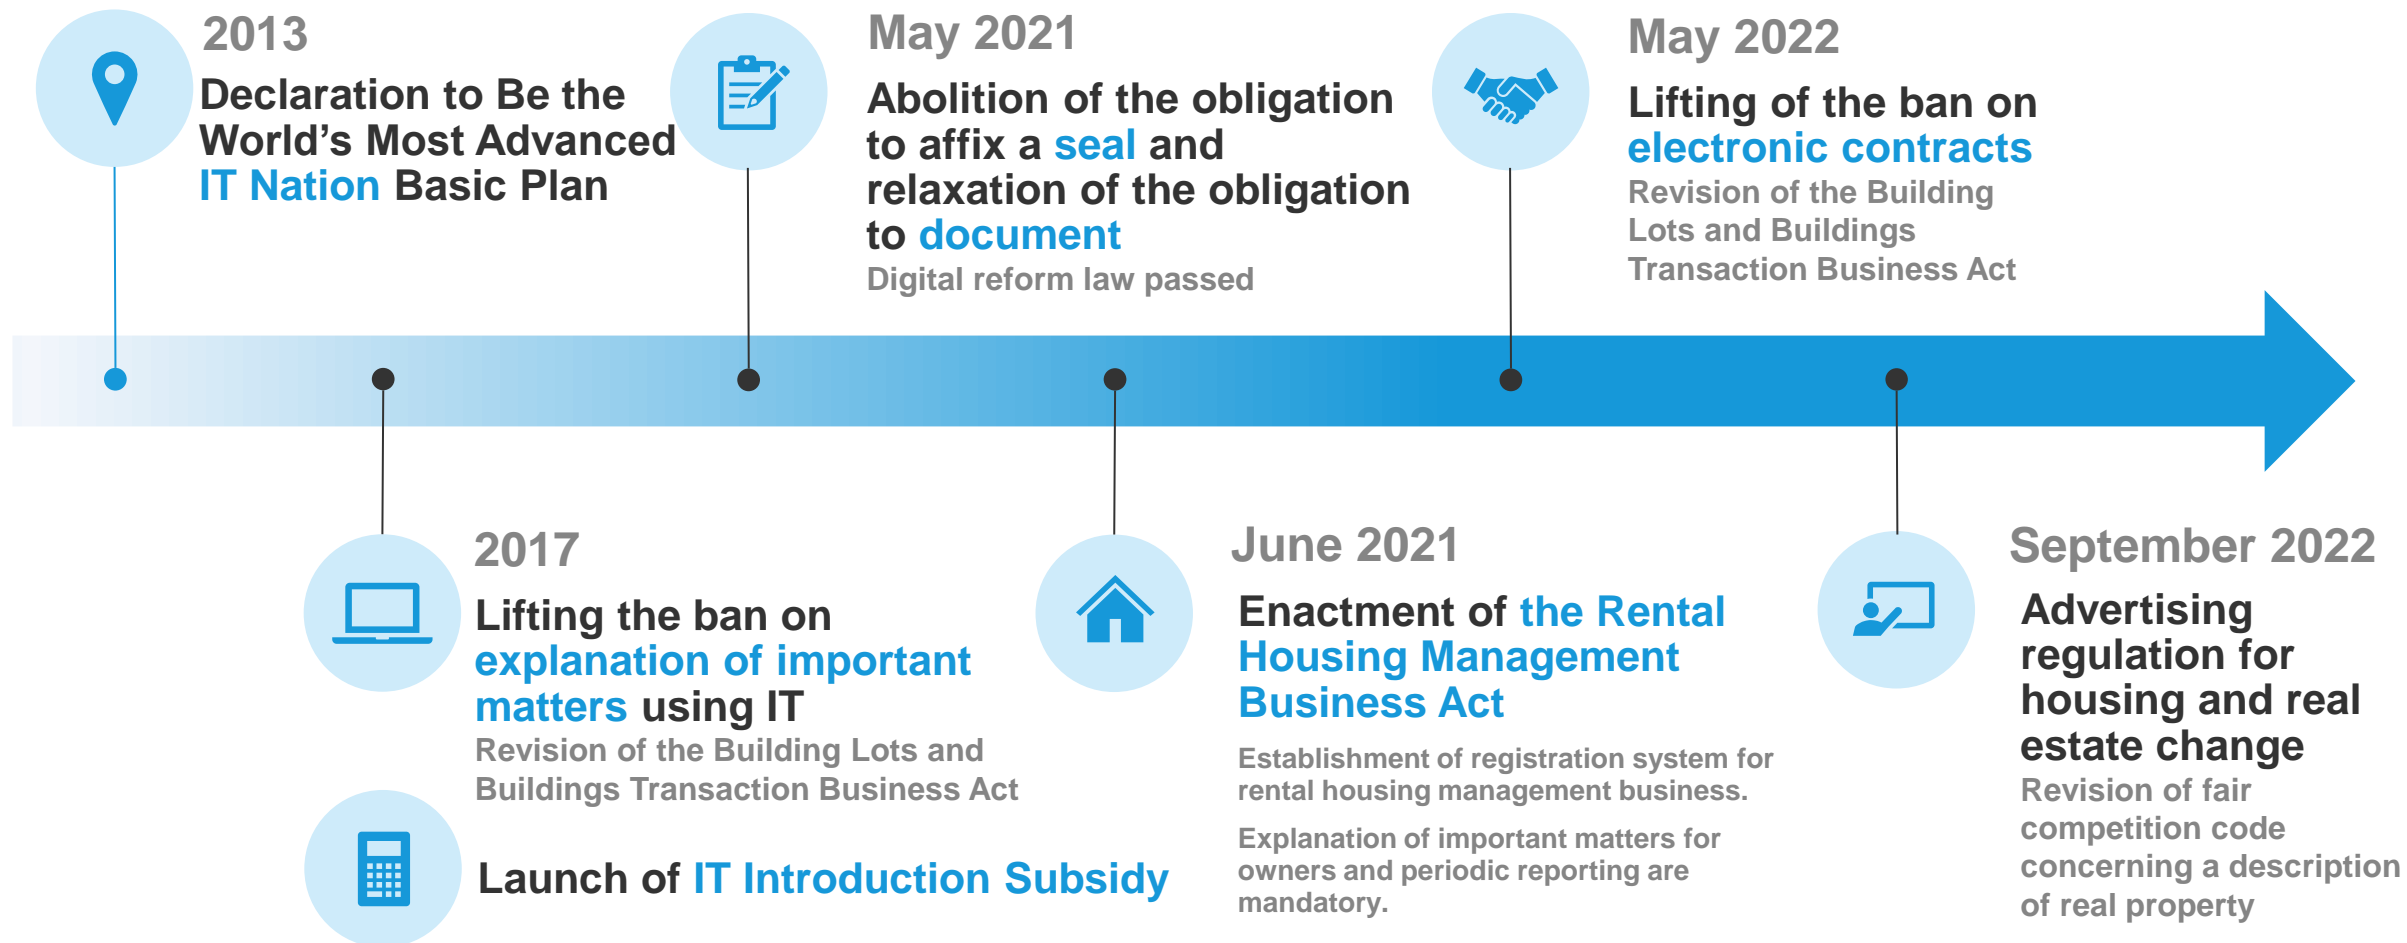 2013
Declaration to Be the
World's Most Advanced
IT Nation Basic Plan
May 2021
Abolition of the obligation
to affix a seal and
relaxation of the obligation
to document
Digital reform law passed
May 2022
Lifting of the ban on
electronic contracts
Revision of the Building
Lots and Buildings
Transaction Business Act
2017
Lifting the ban on
explanation of important
matters using IT
Revision of the Building Lots and
Buildings Transaction Business Act
Launch of IT Introduction Subsidy
June 2021
Enactment of the Rental
Housing Management
Business Act
Establishment of registration system for
rental housing management business.
Explanation of important matters for
owners and periodic reporting are
mandatory.
September 2022
Advertising
regulation for
housing and real
estate change
Revision of fair
competition code
concerning a description
of real property